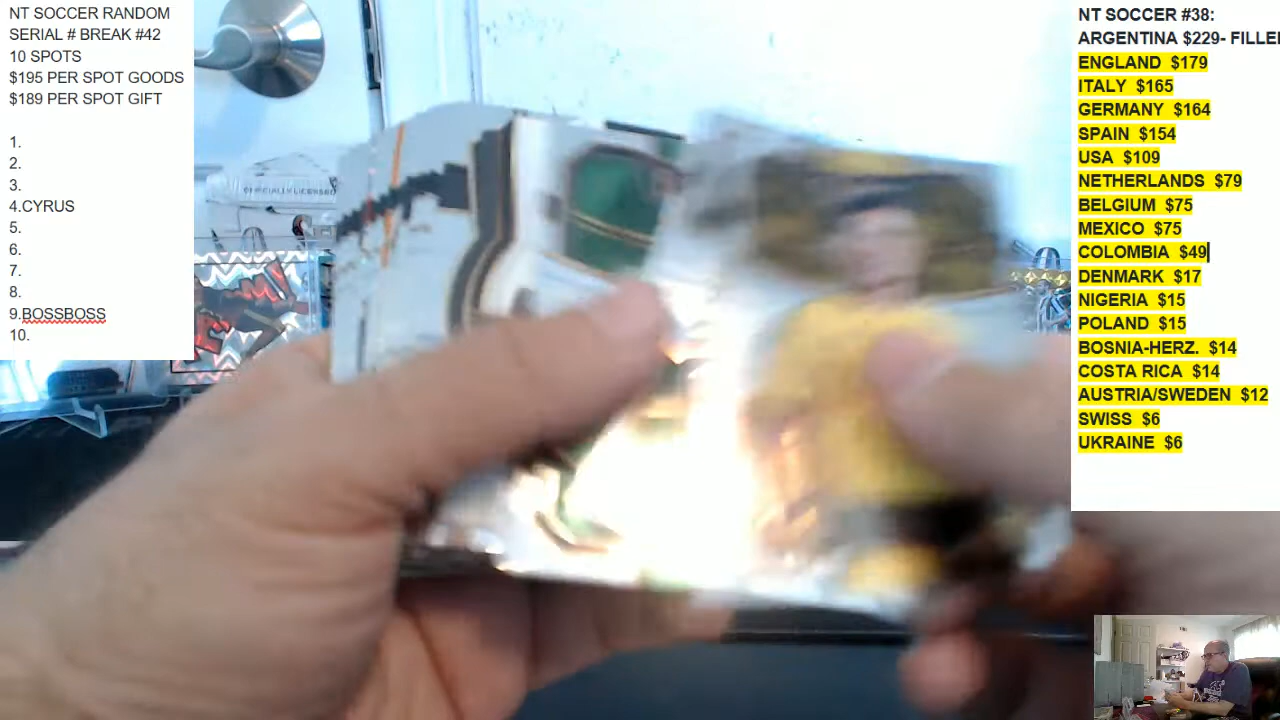 NT SOCCER RANDOM
SERIAL # BREAK #42
10 SPOTS
$195 PER SPOT GOODS
$189 PER SPOT GIFT
1.
2.
3.
4.CYRUS
5.
6.
7.
8.
9.BOSSBOSS
10.
OFFICIALLY LICENSED
NT SOCCER #38:
ARGENTINA $229- FILLE
ENGLAND $179
ITALY $165
GERMANY $164
SPAIN $154
USA $109
NETHERLANDS $79
BELGIUM $75
MEXICO $75
COLOMBIA $49
DENMARK $17
NIGERIA $15
POLAND $15
BOSNIA-HERZ. $14
COSTA RICA $14
AUSTRIA/SWEDEN $12
SWISS $6
UKRAINE $6